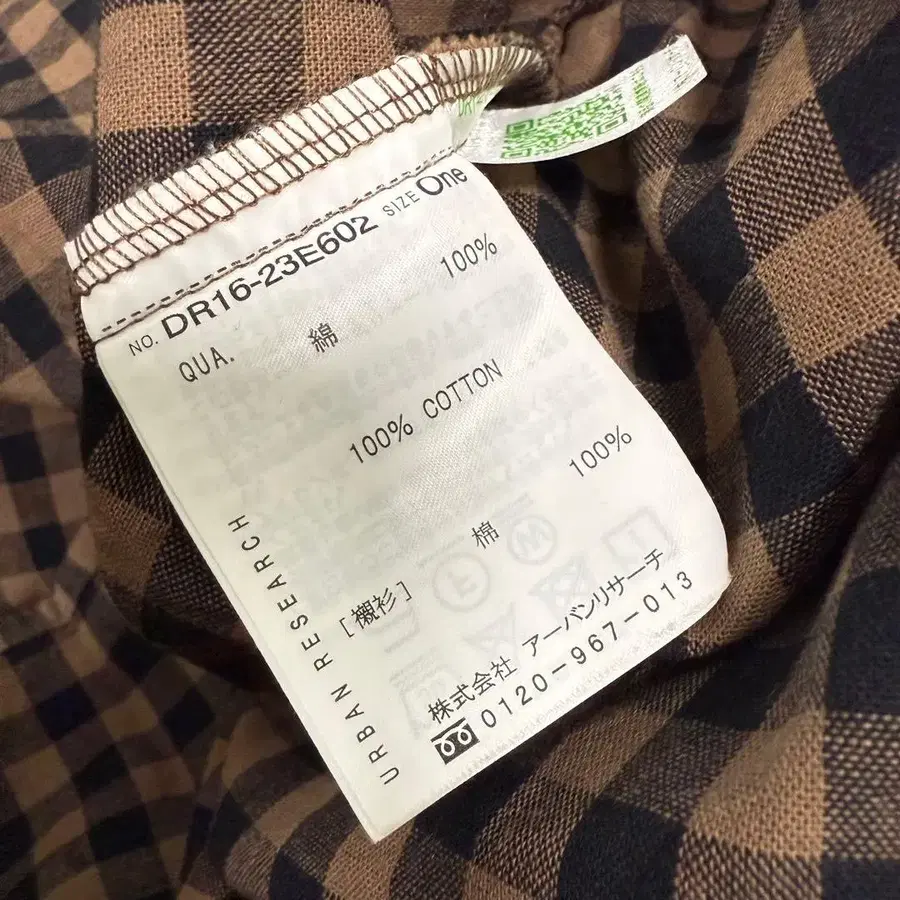 NO. DR16-23E602 SIZE One
QUA. 綿 100%
100% COTTON
棉 100%
[襯衫]
URBAN RESEARCH
株式会社 アーバンリサーチ
0120-967-013